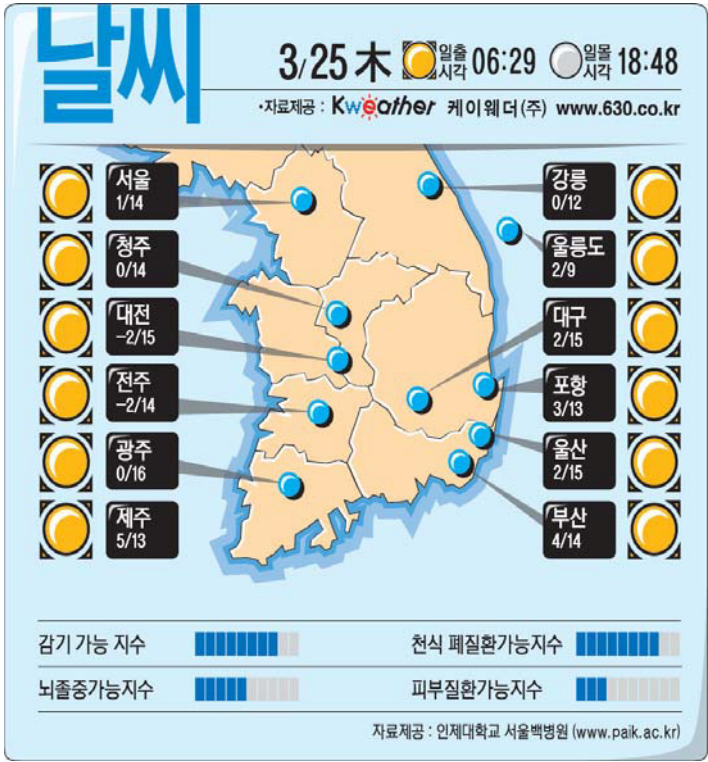 날씨
3/25 木 일출시각 06:29 일몰시각 18:48
·자료제공 : Kweather 케이웨더(주) www.630.co.kr
서울
1/14
청주
0/14
대전
-2/15
전주
-2/14
광주
0/16
제주
5/13
강릉
0/12
울릉도
2/9
대구
2/15
포항
3/13
울산
2/15
부산
4/14
감기 가능 지수
천식 폐질환가능지수
뇌졸중가능지수
피부질환가능지수
자료제공 : 인제대학교 서울백병원 (www.paik.ac.kr)